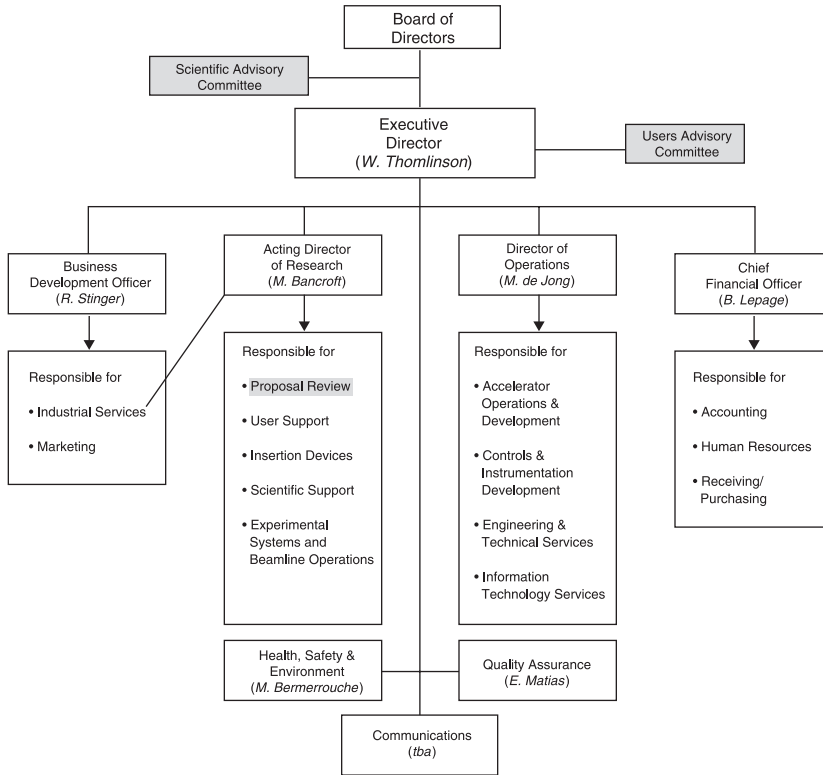 Board of
Directors
Scientific Advisory
Committee
Executive
Director
(W. Thomlinson)
Users Advisory
Committee
Business
Development Officer
(R. Stinger)
Acting Director
of Research
(M. Bancroft)
Director of
Operations
(M. de Jong)
Chief
Financial Officer
(B. Lepage)
Responsible for
• Industrial Services
• Marketing
Responsible for
• Proposal Review
• User Support
• Insertion Devices
• Scientific Support
• Experimental
Systems and
Beamline Operations
Responsible for
• Accelerator
Operations &
Development
• Controls &
Instrumentation
Development
• Engineering &
Technical Services
• Information
Technology Services
Responsible for
• Accounting
• Human Resources
• Receiving/
Purchasing
Health, Safety &
Environment
(M. Bermerrouche)
Quality Assurance
(E. Matias)
Communications
(tba)